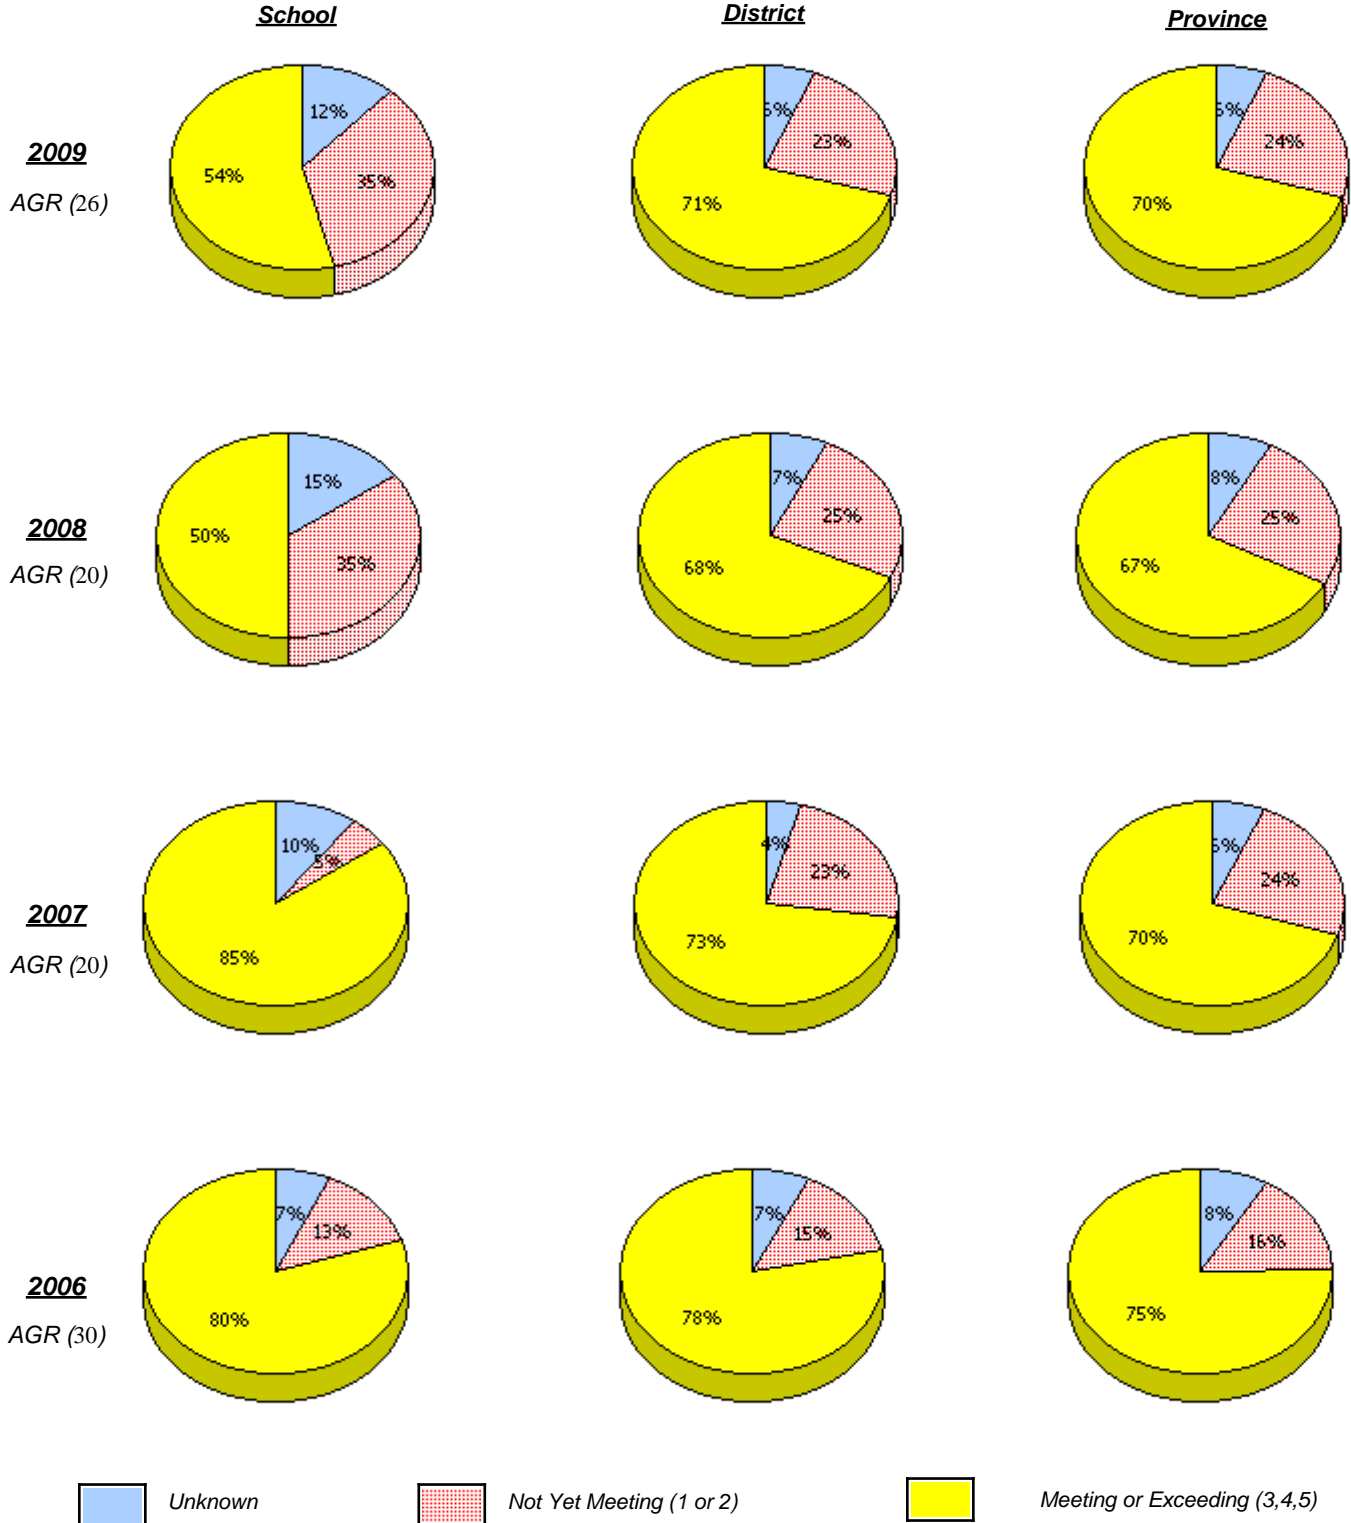 School District Province
12% 23% 24%
35%
54%
71% 70%
2009
AGR (26)
15% 7% 8%
25% 25%
35%
50%
68% 67%
2008
AGR (20)
10% 4%
5% 23% 24%
85% 73% 70%
2007
AGR (20)
7% 7% 8%
13% 15% 16%
80% 78% 75%
2006
AGR (30)
Unknown Not Yet Meeting (1 or 2) Meeting or Exceeding (3,4,5)